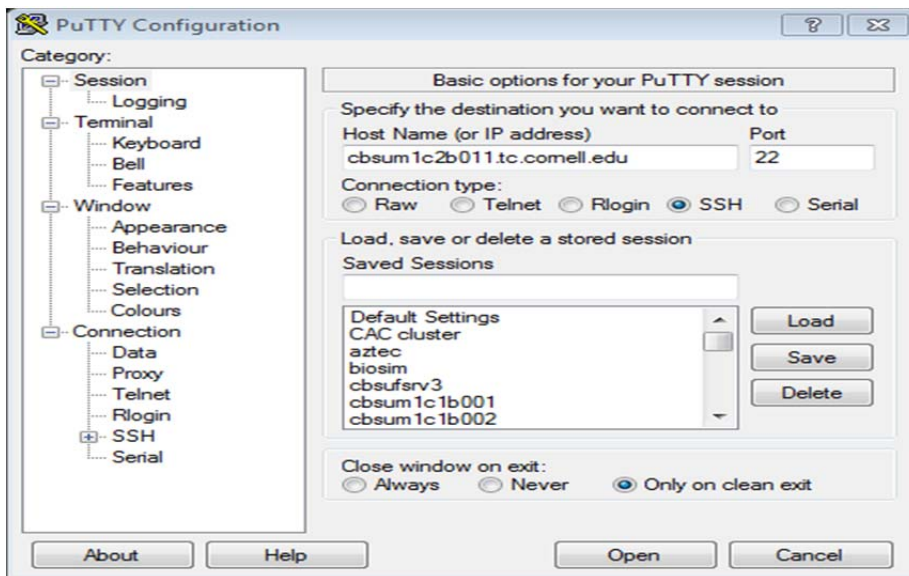 PuTTY Configuration
Category:
Session
Logging
Terminal
Keyboard
Bell
Features
Window
Appearance
Behaviour
Translation
Selection
Colours
Connection
Data
Proxy
Telnet
Rlogin
SSH
Serial
Basic options for your PuTTY session
Specify the destination you want to connect to
Host Name (or IP address) Port
cbsum1c2b011.tc.cornell.edu 22
Connection type:
Raw Telnet Rlogin SSH Serial
Load, save or delete a stored session
Saved Sessions
Default Settings
CAC cluster
aztec
biosim
cbsufsrv3
cbsum1c1b001
cbsum1c1b002
Load
Save
Delete
Close window on exit:
Always Never Only on clean exit
About Help Open Cancel